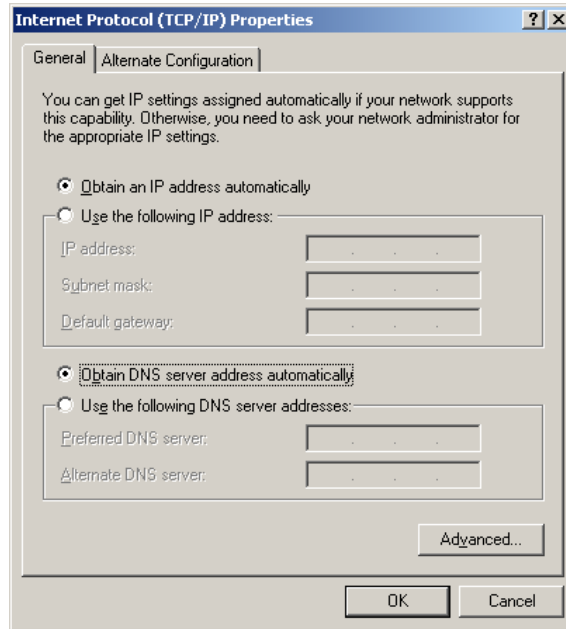 Internet Protocol (TCP/IP) Properties
General Alternate Configuration
You can get IP settings assigned automatically if your network supports
this capability. Otherwise, you need to ask your network administrator for
the appropriate IP settings.
Obtain an IP address automatically
Use the following IP address:
IP address:
Subnet mask:
Default gateway:
Obtain DNS server address automatically
Use the following DNS server addresses:
Preferred DNS server:
Alternate DNS server:
Advanced...
OK Cancel